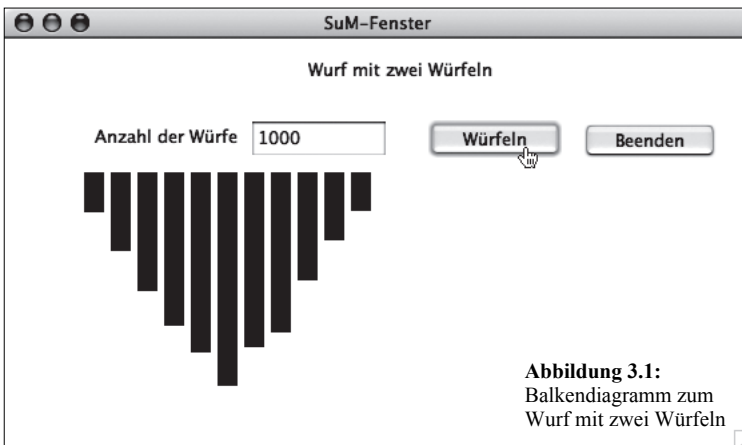 SuM-Fenster
Wurf mit zwei Würfeln
Anzahl der Würfe 1000 Würfeln Beenden
Abbildung 3.1:
Balkendiagramm zum
Wurf mit zwei Würfeln